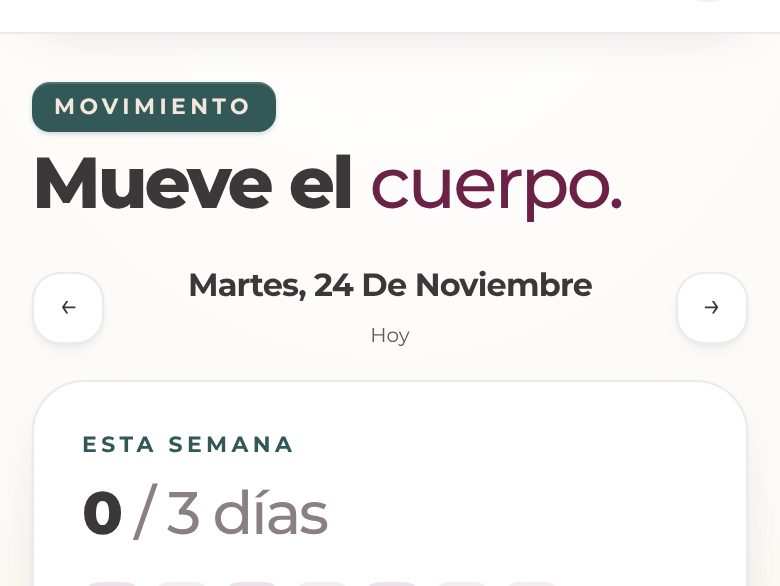 MOVIMIENTO
Mueve el cuerpo.
←
Martes, 24 De Noviembre
→
Hoy
ESTA SEMANA
0 / 3 días